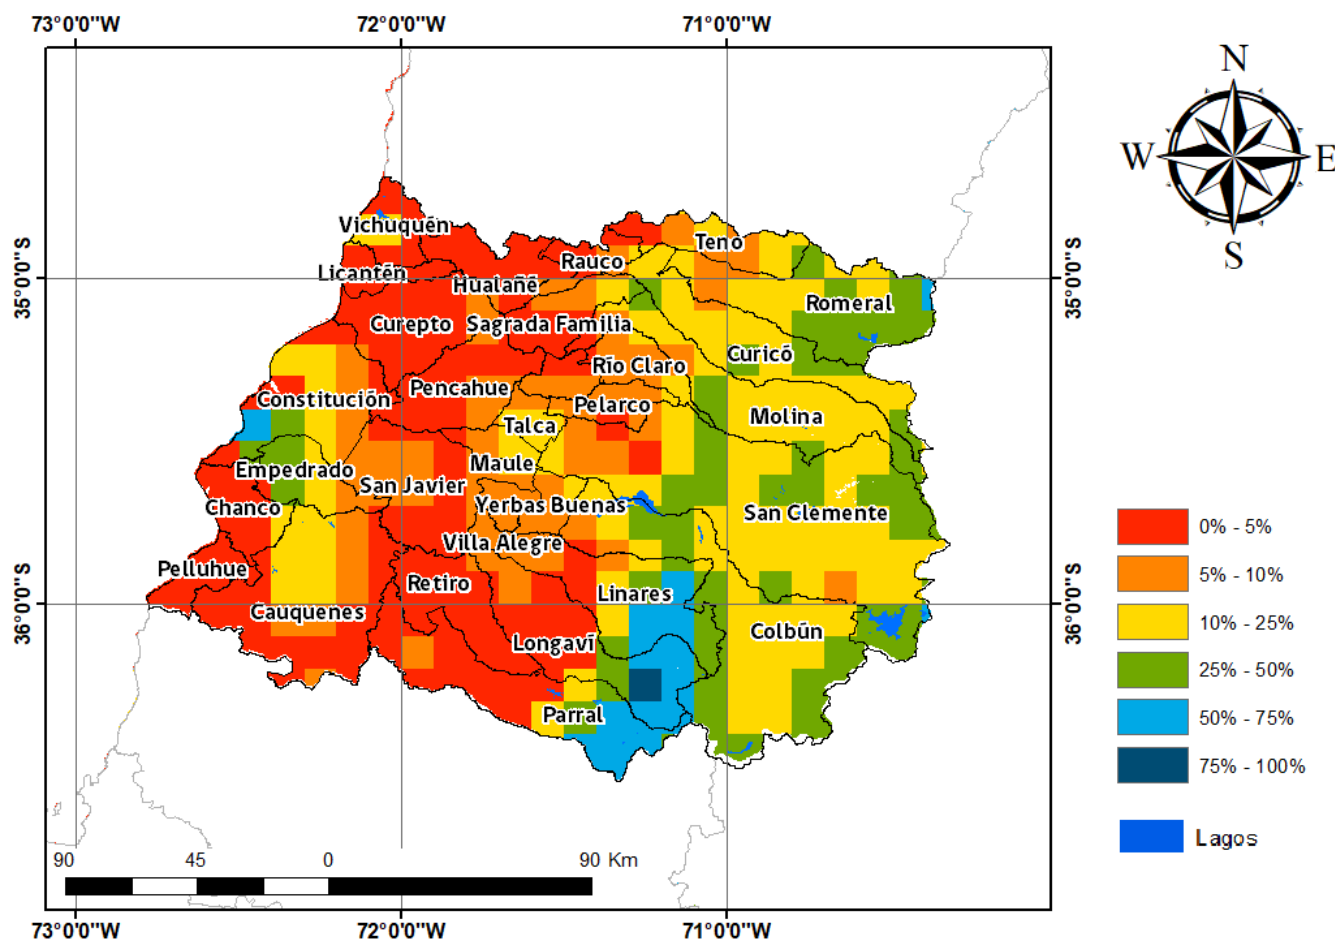 73°0'0"W 72°0'0"W 71°0'0"W
N
W E
S
35°0'0"S
35°0'0"S
36°0'0"S
36°0'0"S
Vichuquén
Teno
Rauco
Licantén
Hualañé
Romeral
Curepto
Sagrada Familia
Curicó
Río Claro
Pencahue
Constitución
Pelarco
Molina
Talca
Maule
Empedrado
San Javier
Chanco
Yerbas Buenas
San Clemente
Villa Alegre
Pelluhue
Retiro
Linares
Cauquenes
Colbún
Longaví
Parral
0% - 5%
5% - 10%
10% - 25%
25% - 50%
50% - 75%
75% - 100%
Lagos
90 45 0 90 Km
73°0'0"W 72°0'0"W 71°0'0"W